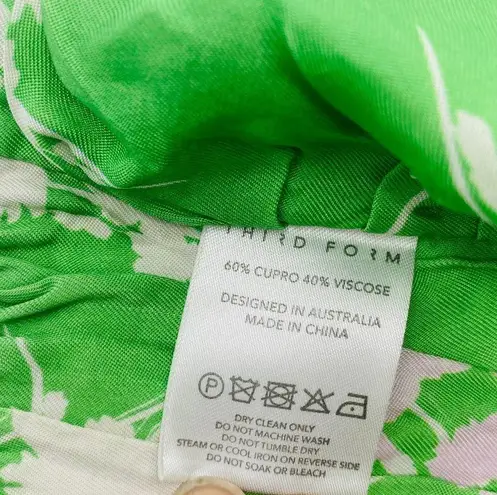 THIRD FORM
60% CUPRO 40% VISCOSE
DESIGNED IN AUSTRALIA
MADE IN CHINA
P
DRY CLEAN ONLY
DO NOT MACHINE WASH
DO NOT TUMBLE DRY
STEAM OR COOL IRON ON REVERSE SIDE
DO NOT SOAK OR BLEACH